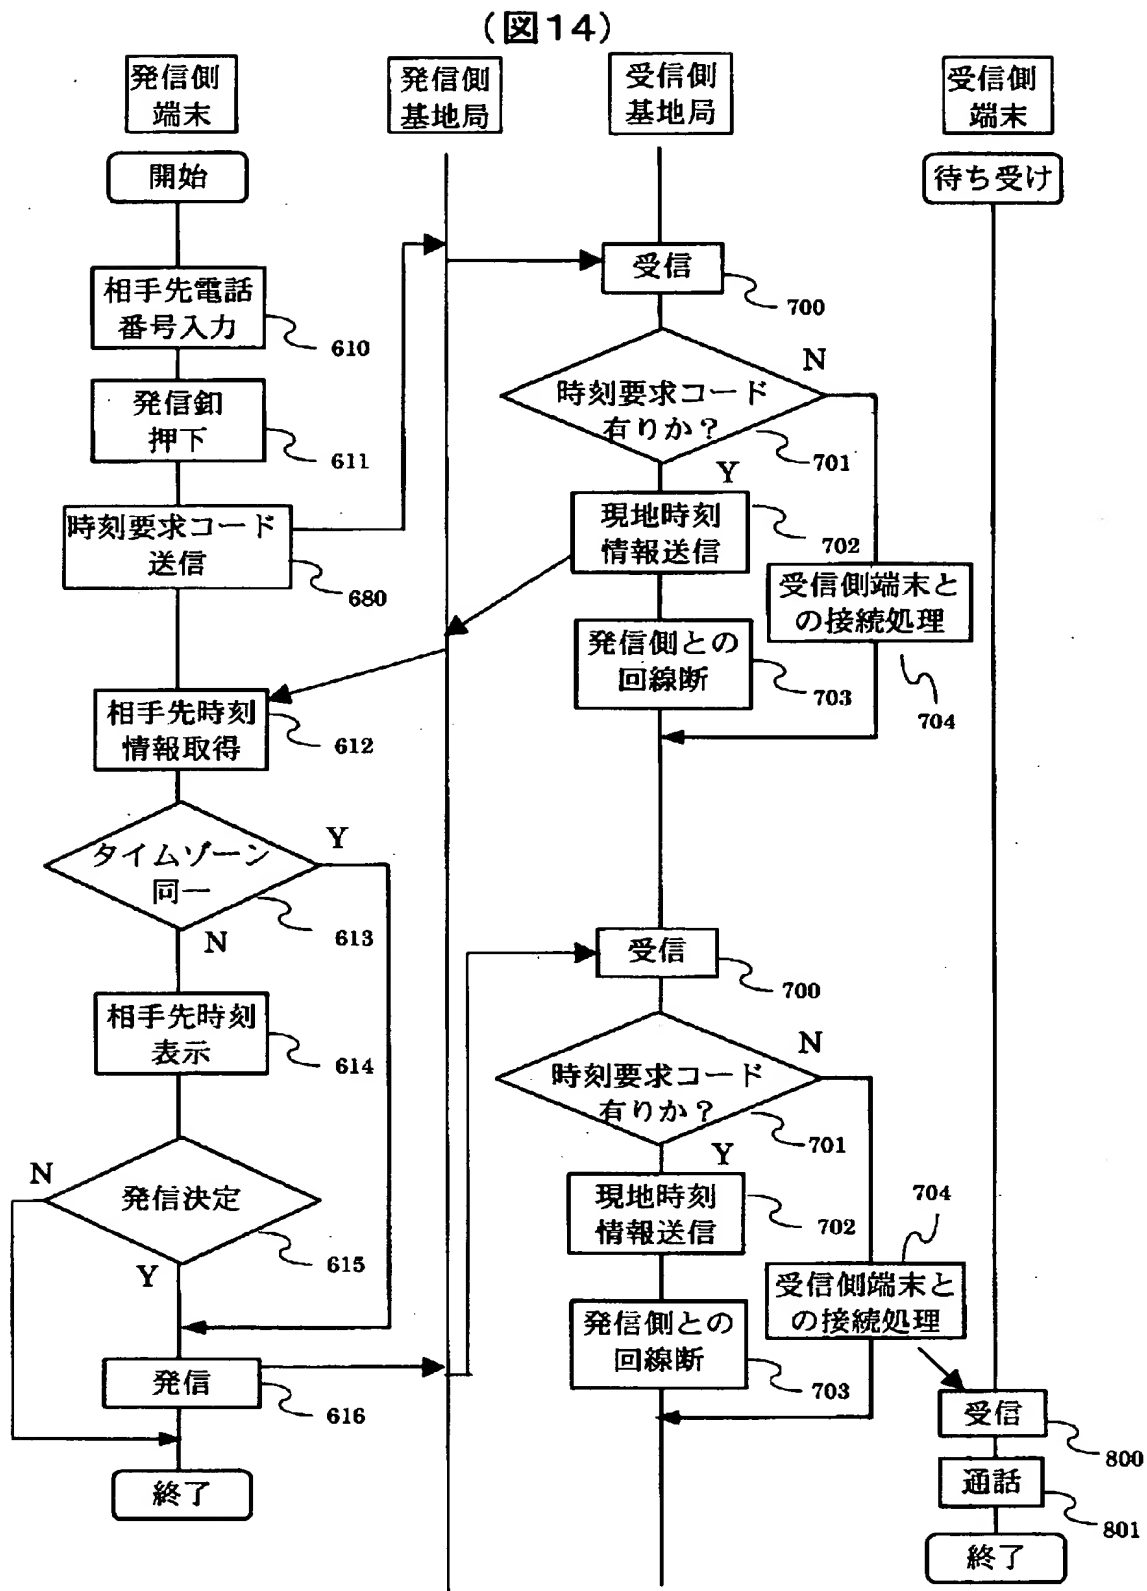 (図14)
発信側
端末
発信側
基地局
受信側
基地局
受信側
端末
開始
待ち受け
相手先電話
番号入力
610
発信釦
押下
611
時刻要求コード
送信
680
受信
700
時刻要求コード
有りか？
N
701
Y
現地時刻
情報送信
702
受信側端末と
の接続処理
704
発信側との
回線断
703
相手先時刻
情報取得
612
タイムゾーン
同一
Y
613
N
相手先時刻
表示
614
発信決定
N
615
Y
発信
616
終了
受信
700
時刻要求コード
有りか？
N
701
Y
現地時刻
情報送信
702
704
受信側端末と
の接続処理
発信側との
回線断
703
受信
800
通話
801
終了